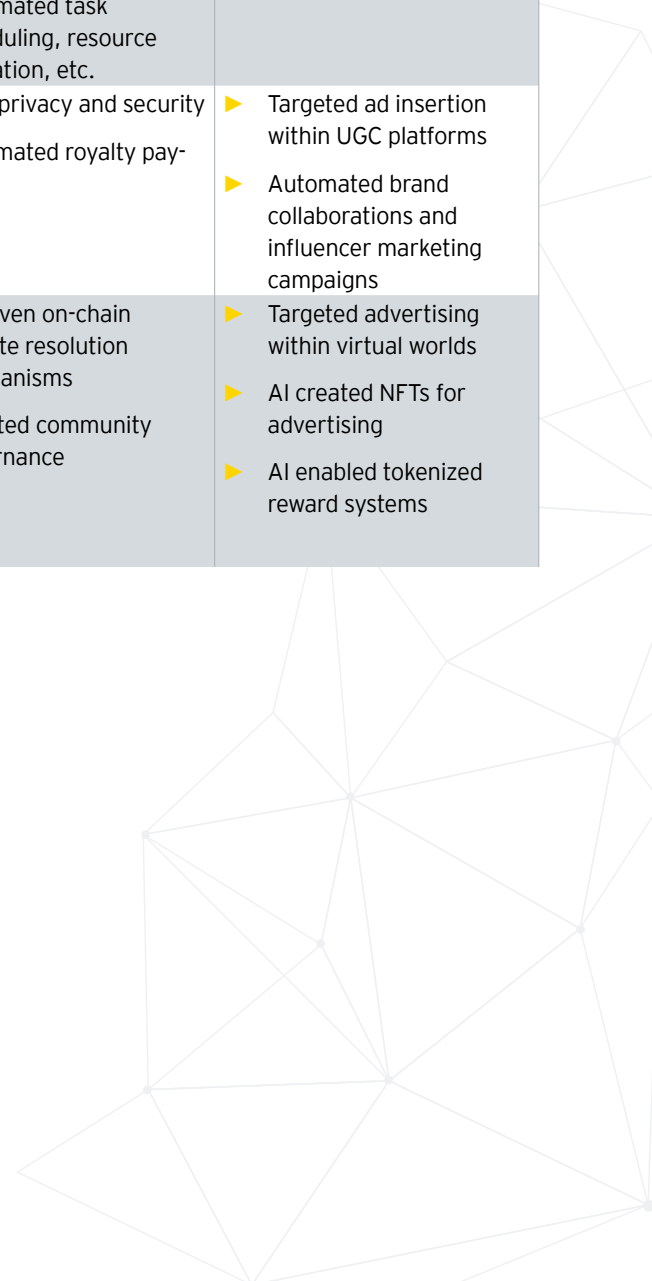 mated task
duling, resource
ation, etc.
privacy and security
mated royalty pay-
Targeted ad insertion
within UGC platforms
Automated brand
collaborations and
influencer marketing
campaigns
ven on-chain
te resolution
anisms
ted community
rnance
Targeted advertising
within virtual worlds
AI created NFTs for
advertising
AI enabled tokenized
reward systems